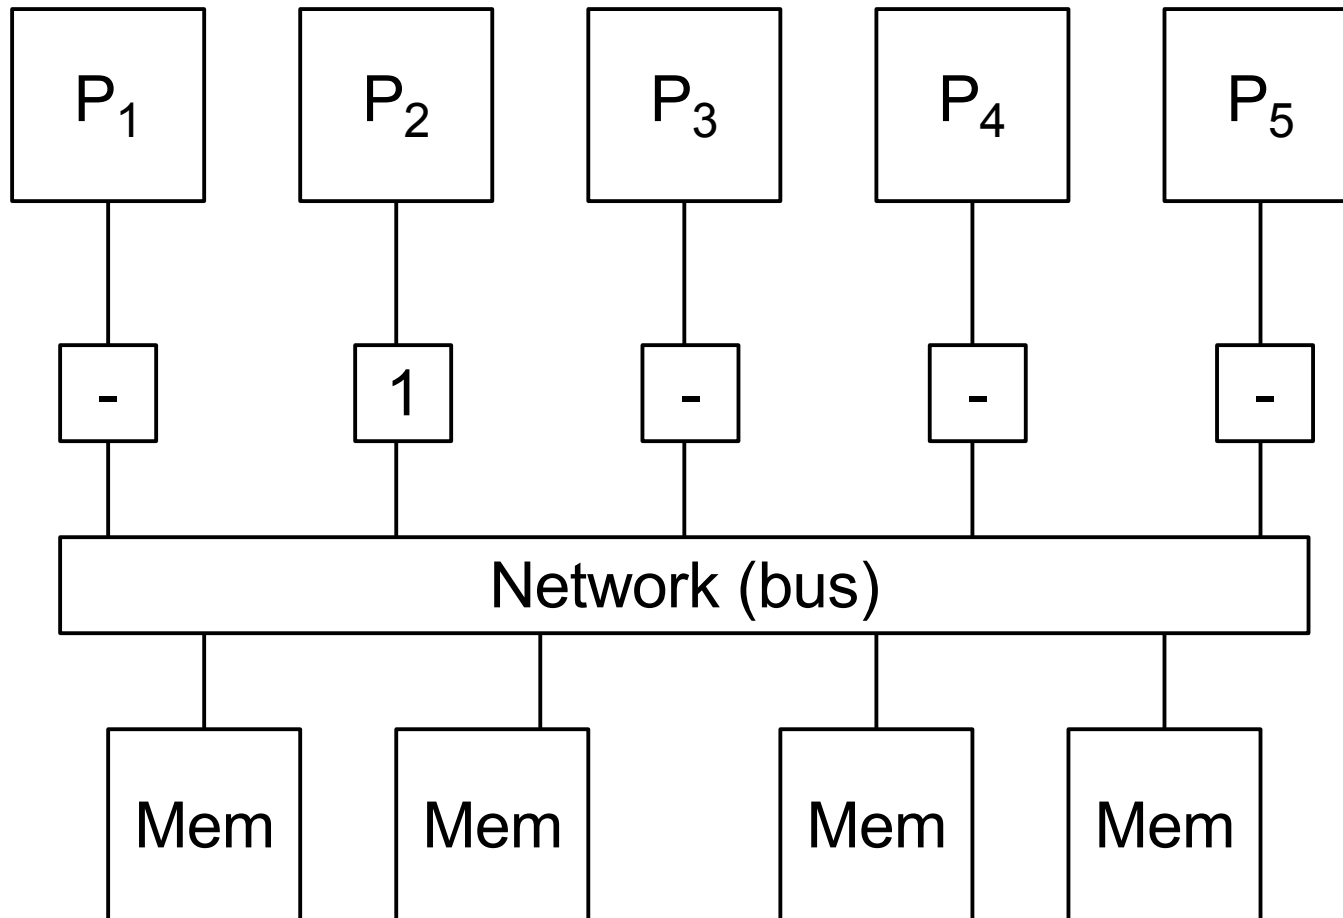 P₁ P₂ P₃ P₄ P₅
- 1 - - -
Network (bus)
Mem Mem Mem Mem